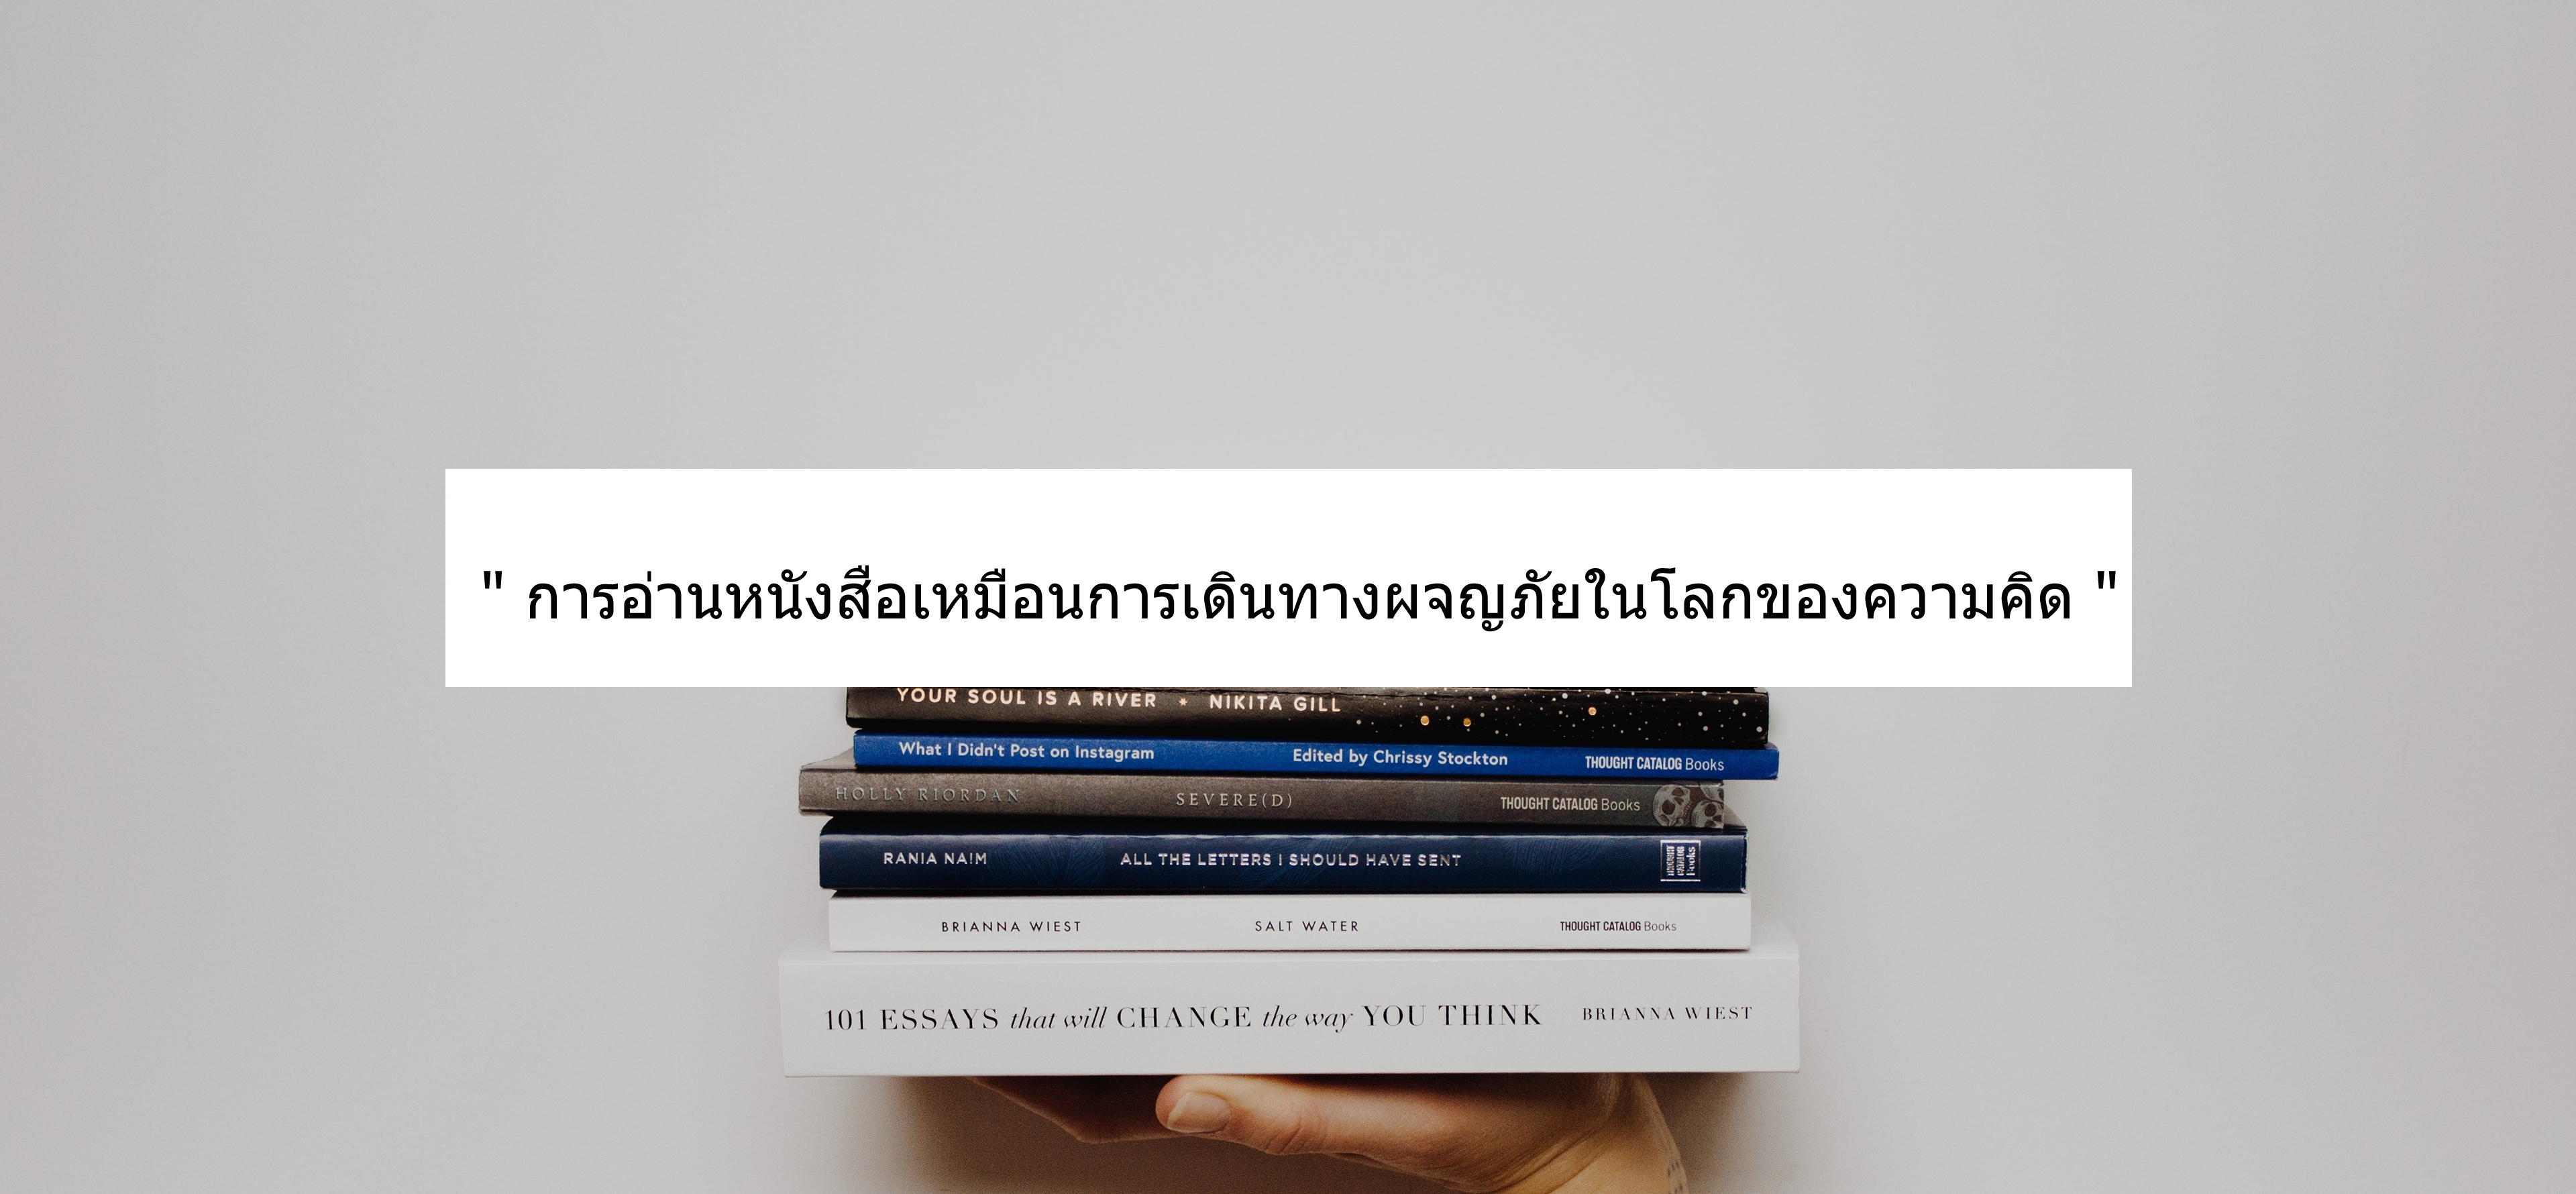 " การอ่านหนังสือเหมือนการเดินทางผจญภัยในโลกของความคิด "
YOUR SOUL IS A RIVER * NIKITA GILL
What I Didn't Post on Instagram Edited by Chrissy Stockton THOUGHT CATALOG Books
HOLLY RIORDAN SEVERE(D) THOUGHT CATALOG Books
RANIA NAIM ALL THE LETTERS I SHOULD HAVE SENT THOUGHT CATALOG Books
BRIANNA WIEST SALT WATER THOUGHT CATALOG Books
101 ESSAYS that will CHANGE the way YOU THINK BRIANNA WIEST